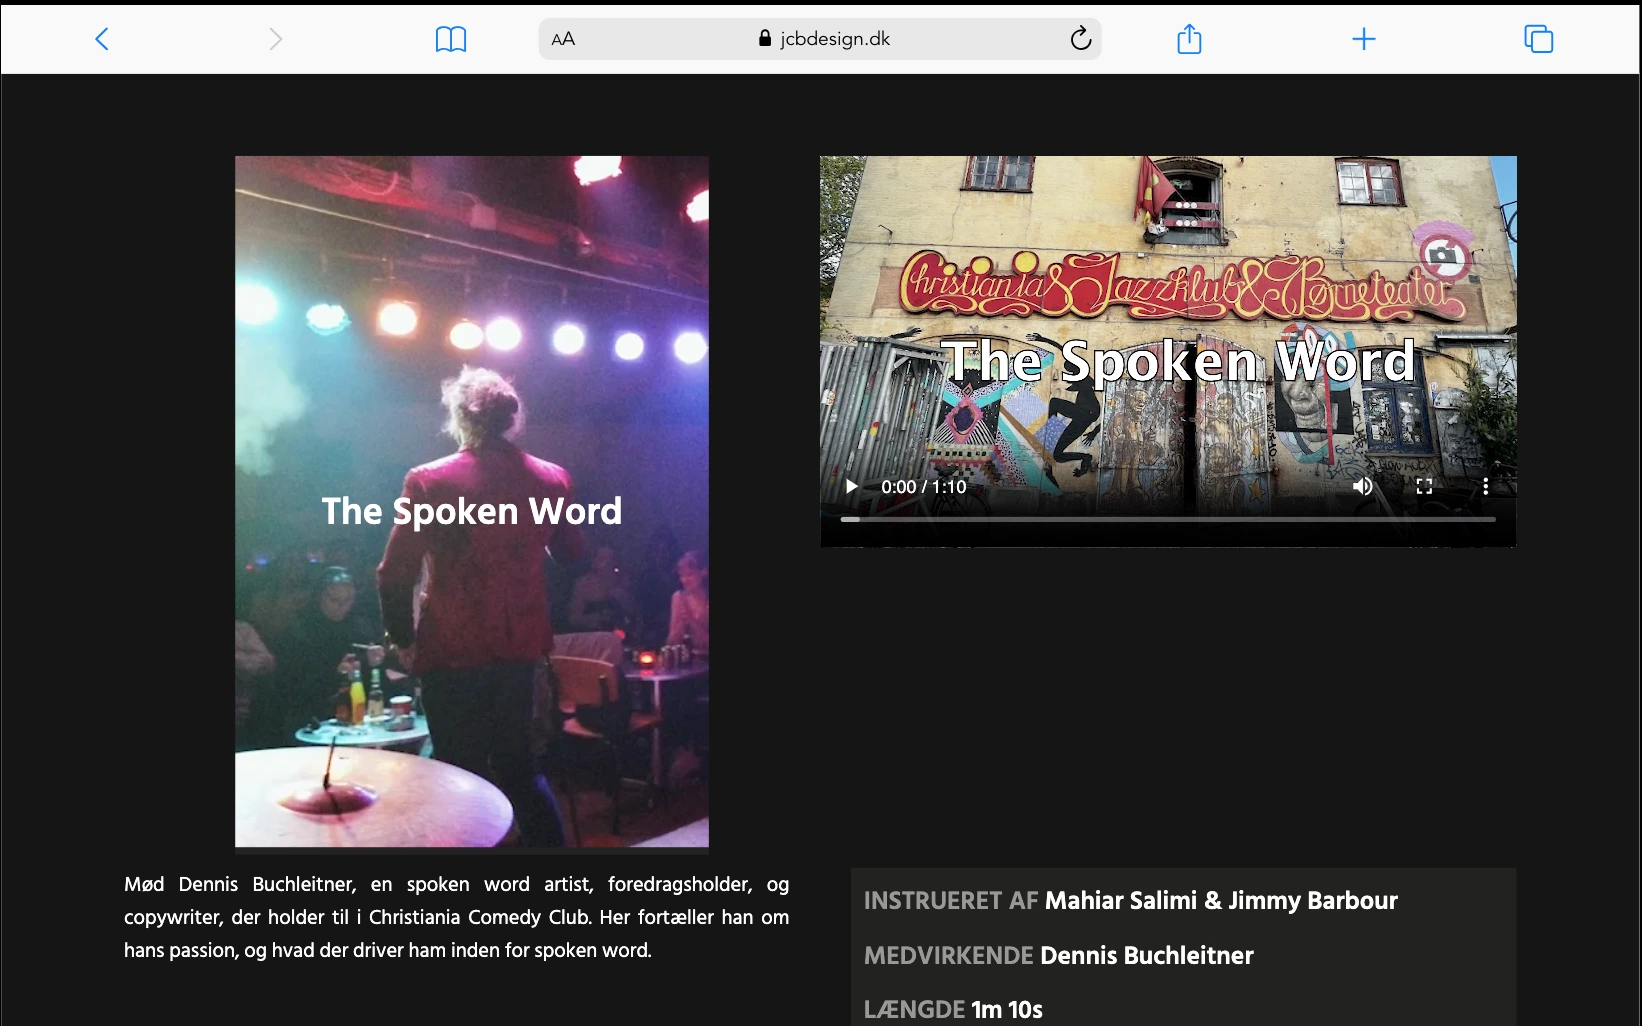 AA
jcbdesign.dk
The Spoken Word
Christiania Jazzklub & Børneteater
The Spoken Word
0:00 / 1:10
Mød Dennis Buchleitner, en spoken word artist, foredragsholder, og
copywriter, der holder til i Christiania Comedy Club. Her fortæller han om
hans passion, og hvad der driver ham inden for spoken word.
INSTRUERET AF Mahiar Salimi & Jimmy Barbour
MEDVIRKENDE Dennis Buchleitner
LÆNGDE 1m 10s